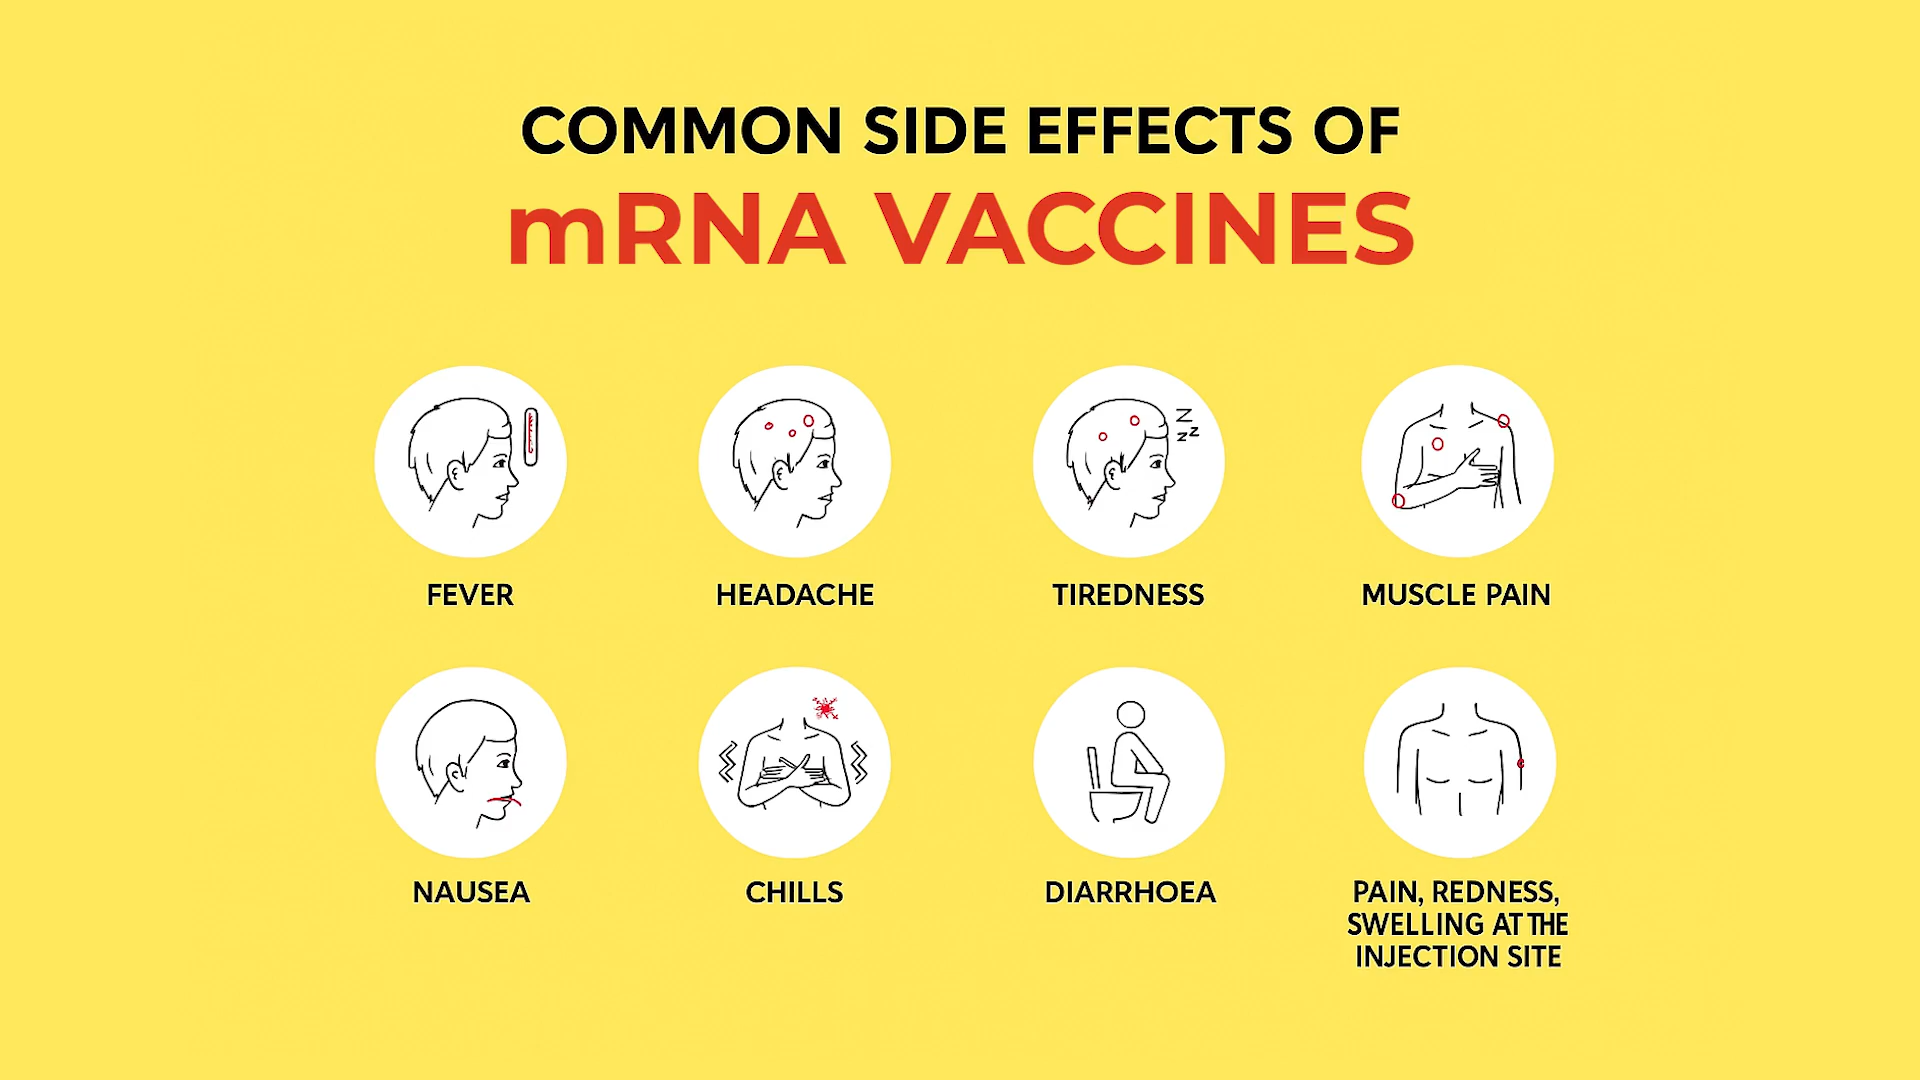 COMMON SIDE EFFECTS OF
mRNA VACCINES
Z
zZ
FEVER
HEADACHE
TIREDNESS
MUSCLE PAIN
NAUSEA
CHILLS
DIARRHOEA
PAIN, REDNESS,
SWELLING AT THE
INJECTION SITE